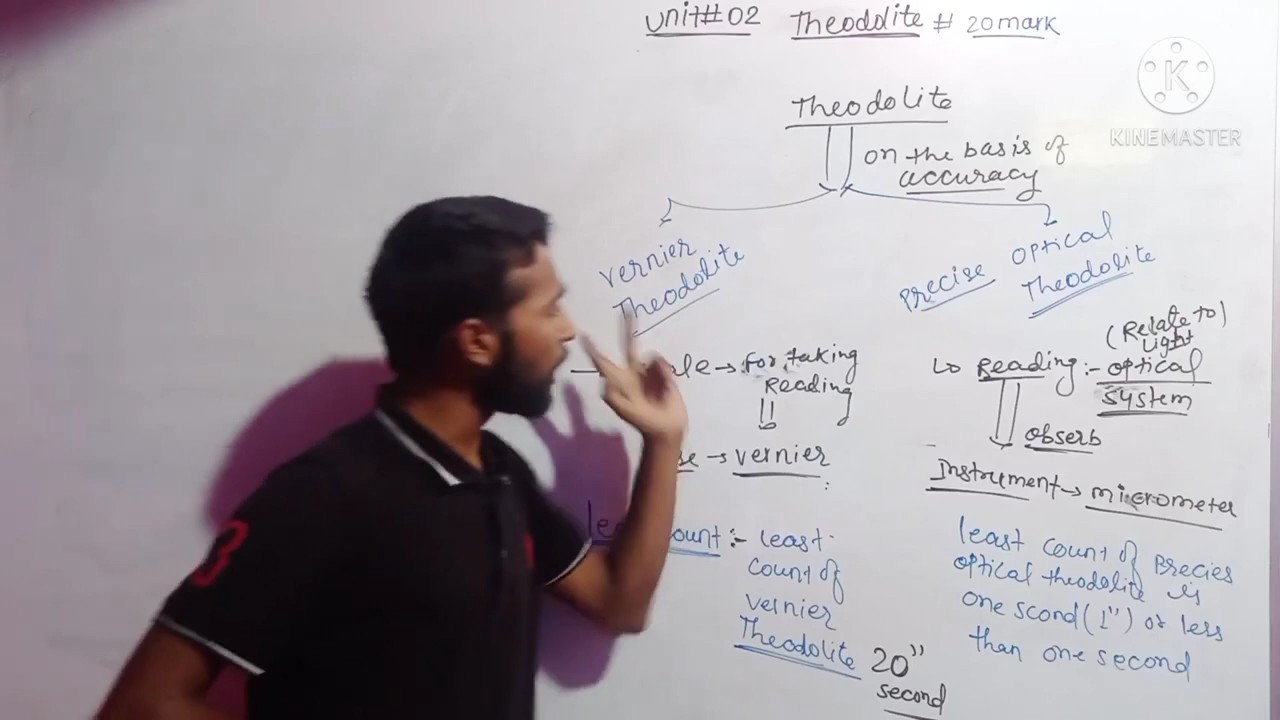 Unit#02 Theodolite # 20 mark
K
KINEMASTER
Theodolite
on the basis of
accuracy
Vernier
Theodolite
Precise Optical
Theodolite
→ for taking
Reading
→ vernier
count :- least
count of
vernier
Theodolite 20"
second
Reading :- optical
(Relate to)
Light
system
obserb
Instrument → micrometer
least count of Precies
optical theodolite is
one scond (1") or less
than one second